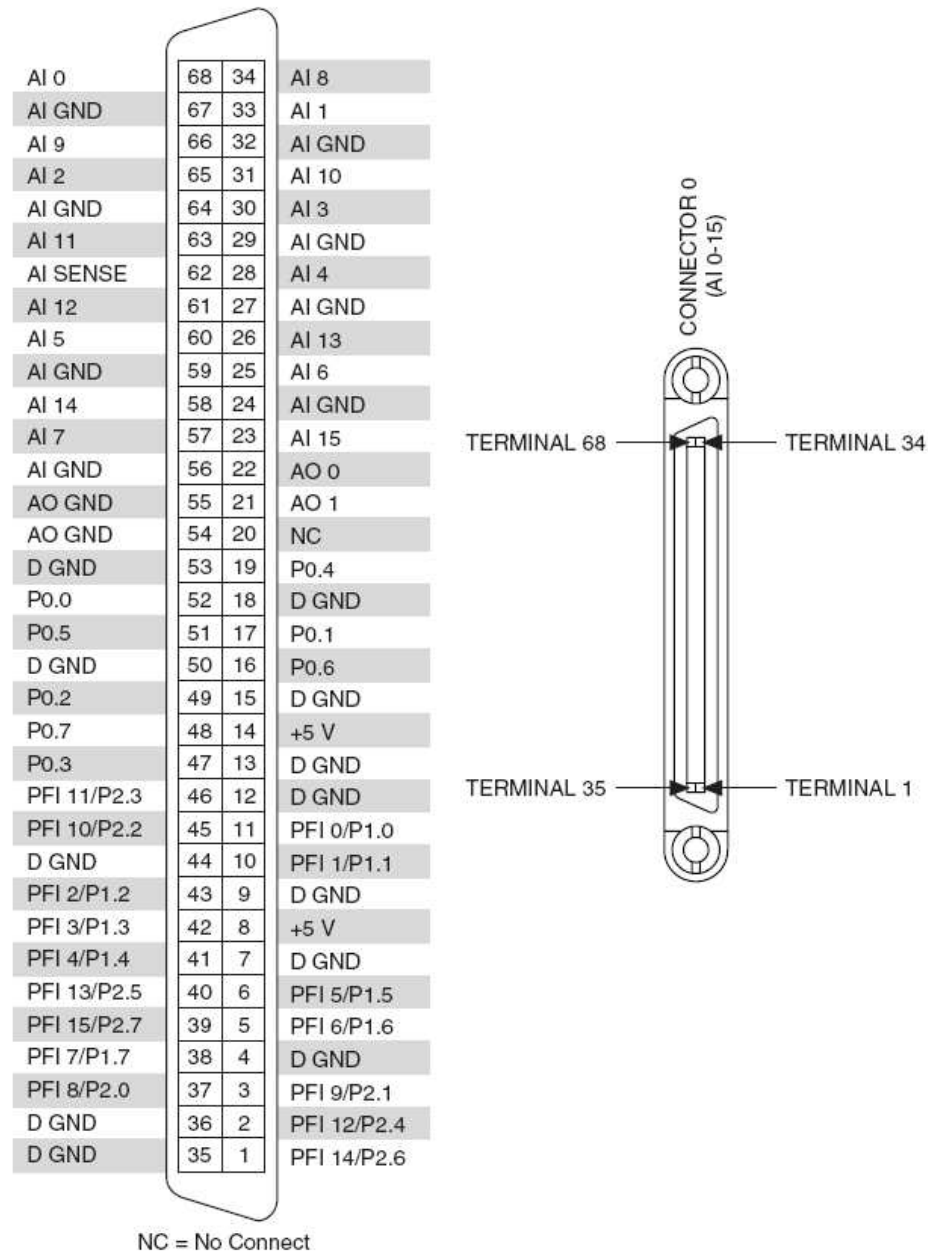 AI 0 68 34 AI 8
AI GND 67 33 AI 1
AI 9 66 32 AI GND
AI 2 65 31 AI 10
AI GND 64 30 AI 3
AI 11 63 29 AI GND
AI SENSE 62 28 AI 4
AI 12 61 27 AI GND
AI 5 60 26 AI 13
AI GND 59 25 AI 6
AI 14 58 24 AI GND
AI 7 57 23 AI 15
AI GND 56 22 AO 0
AO GND 55 21 AO 1
AO GND 54 20 NC
D GND 53 19 P0.4
P0.0 52 18 D GND
P0.5 51 17 P0.1
D GND 50 16 P0.6
P0.2 49 15 D GND
P0.7 48 14 +5 V
P0.3 47 13 D GND
PFI 11/P2.3 46 12 D GND
PFI 10/P2.2 45 11 PFI 0/P1.0
D GND 44 10 PFI 1/P1.1
PFI 2/P1.2 43 9 D GND
PFI 3/P1.3 42 8 +5 V
PFI 4/P1.4 41 7 D GND
PFI 13/P2.5 40 6 PFI 5/P1.5
PFI 15/P2.7 39 5 PFI 6/P1.6
PFI 7/P1.7 38 4 D GND
PFI 8/P2.0 37 3 PFI 9/P2.1
D GND 36 2 PFI 12/P2.4
D GND 35 1 PFI 14/P2.6
NC = No Connect
CONNECTOR 0
(AI 0-15)
TERMINAL 68 TERMINAL 34
TERMINAL 35 TERMINAL 1